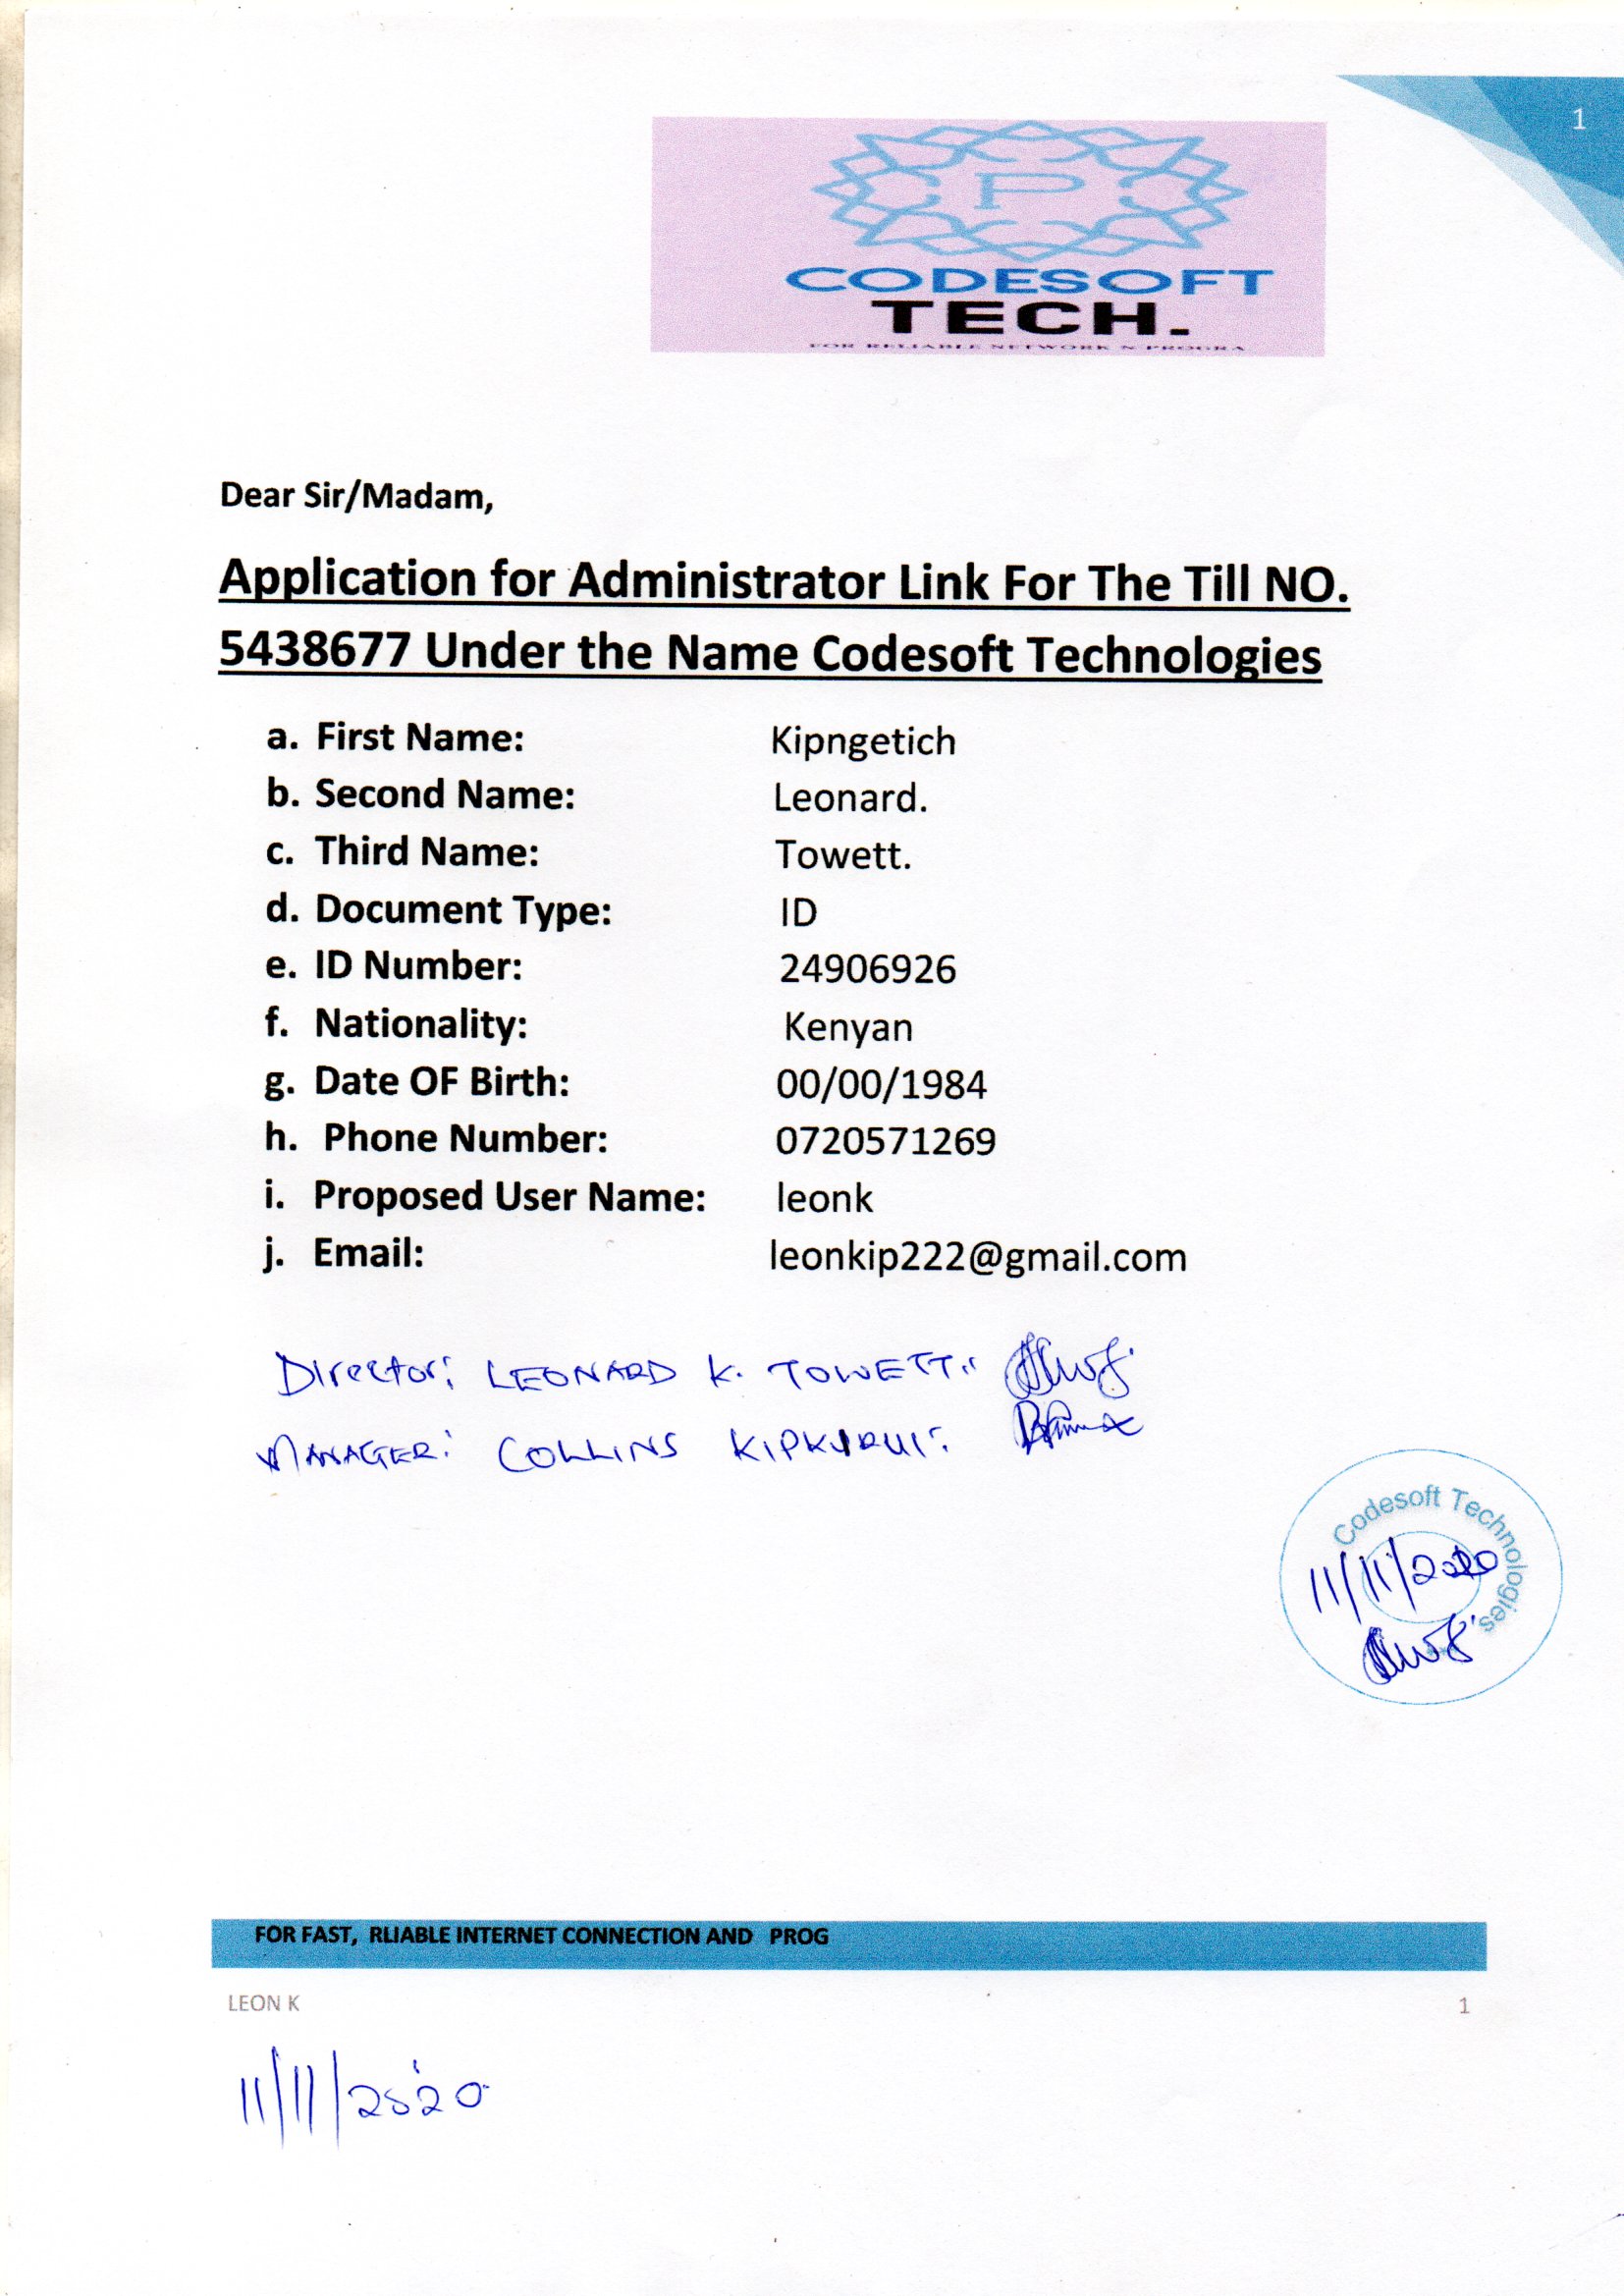 1
P
CODESOFT
TECH.
FOR RELIABLE NETWORK N PROGRA
Dear Sir/Madam,
Application for Administrator Link For The Till NO.
5438677 Under the Name Codesoft Technologies
a. First Name: Kipngetich
b. Second Name: Leonard.
c. Third Name: Towett.
d. Document Type: ID
e. ID Number: 24906926
f. Nationality: Kenyan
g. Date OF Birth: 00/00/1984
h. Phone Number: 0720571269
i. Proposed User Name: leonk
j. Email: leonkip222@gmail.com
Director: LEONARD K. TOWETT:
MANAGER: COLLINS KIPKIRUI:
Codesoft Technologies
11/11/2020
FOR FAST, RLIABLE INTERNET CONNECTION AND PROG
LEON K 1
11/11/2020